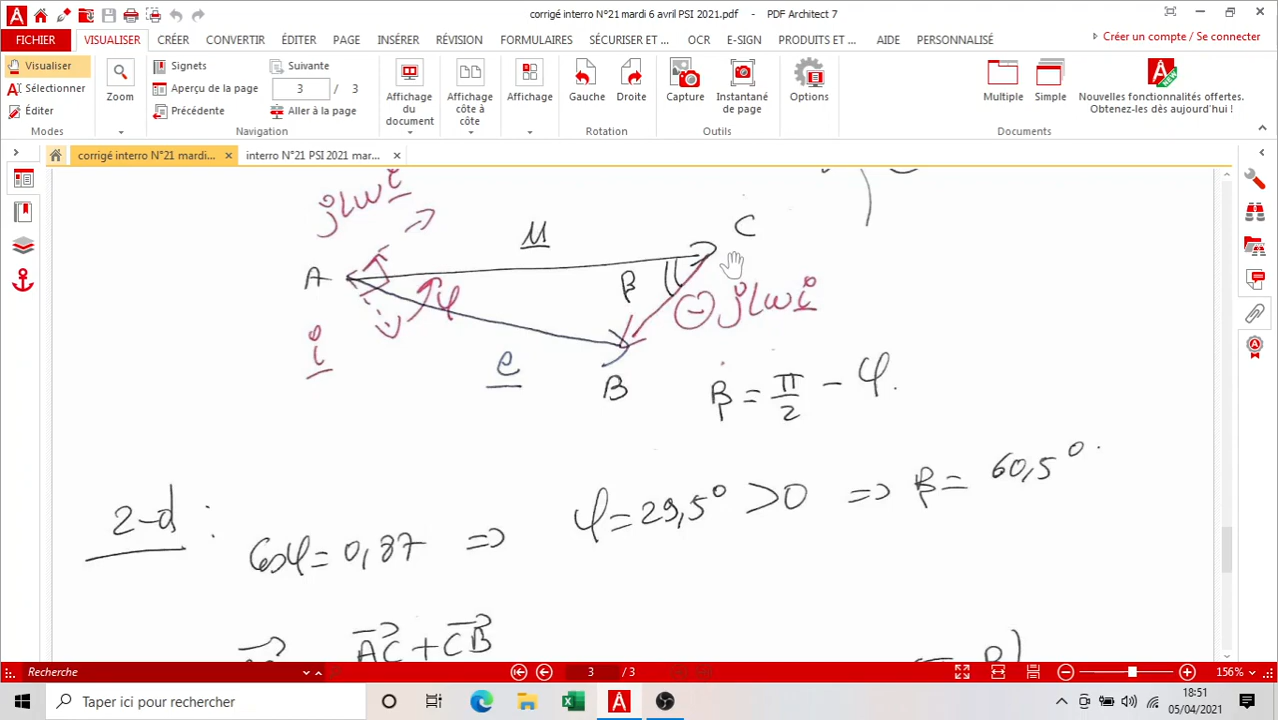 corrigé interro N°21 mardi 6 avril PSI 2021.pdf - PDF Architect 7
FICHIER VISUALISER CRÉER CONVERTIR ÉDITER PAGE INSÉRER RÉVISION FORMULAIRES SÉCURISER ET ... OCR E-SIGN PRODUITS ET ... AIDE PERSONNALISÉ Créer un compte / Se connecter
Visualiser
Sélectionner
Éditer
Modes
Zoom
Signets
Aperçu de la page
Précédente
Suivante
3 / 3
Aller à la page
Navigation
Affichage du document
Affichage côte à côte
Affichage
Gauche
Droite
Rotation
Capture
Instantané de page
Outils
Options
Multiple
Simple
Documents
Nouvelles fonctionnalités offertes.
Obtenez-les dès aujourd'hui !
corrigé interro N°21 mardi... interro N°21 PSI 2021 mar...
jLω i
u
C
A
β
φ
⊖ jLω i
i
e
B
β = π/2 - φ.
2-d :
cosφ = 0,87 => φ = 29,5° > 0 => β = 60,5°
AC + CB
Recherche
3 / 3
156%
Taper ici pour rechercher
18:51
05/04/2021